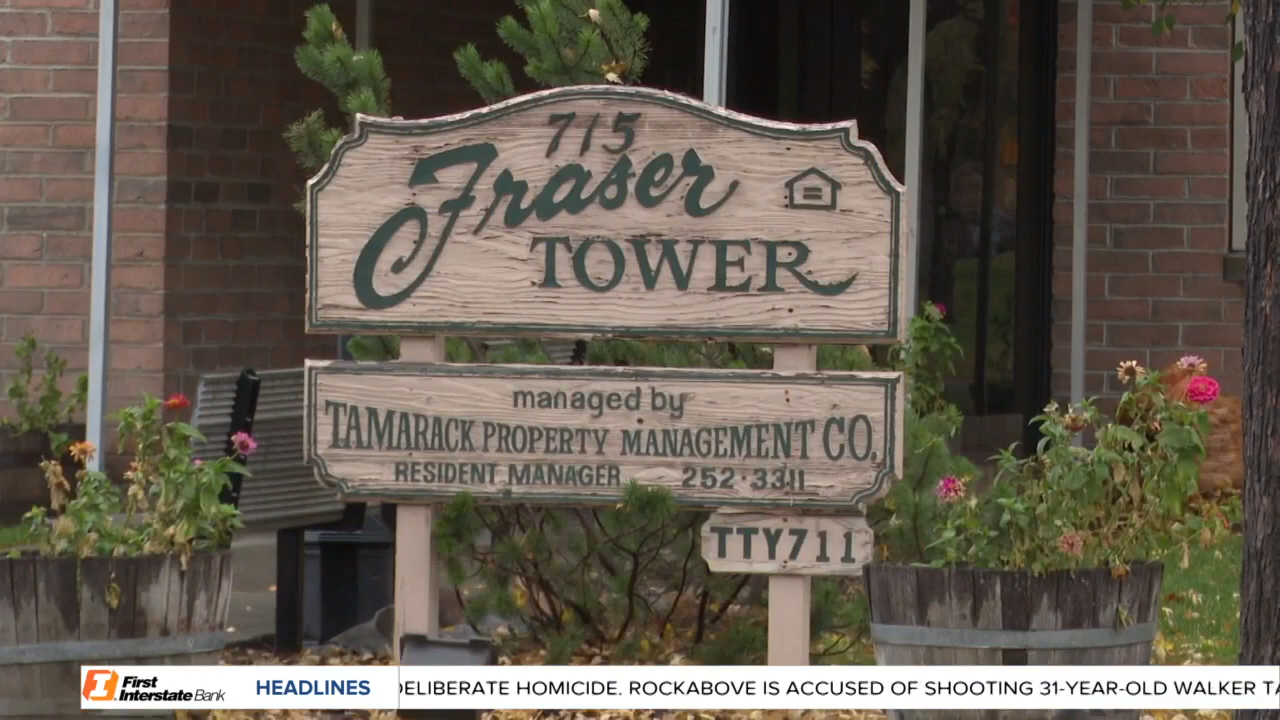 715
Fraser
TOWER
managed by
TAMARACK PROPERTY MANAGEMENT CO.
RESIDENT MANAGER 252·3311
TTY711
First
Interstate Bank
HEADLINES
DELIBERATE HOMICIDE. ROCKABOVE IS ACCUSED OF SHOOTING 31-YEAR-OLD WALKER